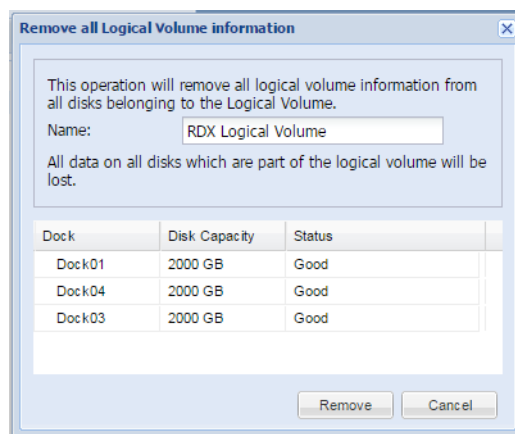 Remove all Logical Volume information
This operation will remove all logical volume information from
all disks belonging to the Logical Volume.
Name: RDX Logical Volume
All data on all disks which are part of the logical volume will be
lost.
Dock Disk Capacity Status
Dock01 2000 GB Good
Dock04 2000 GB Good
Dock03 2000 GB Good
Remove Cancel